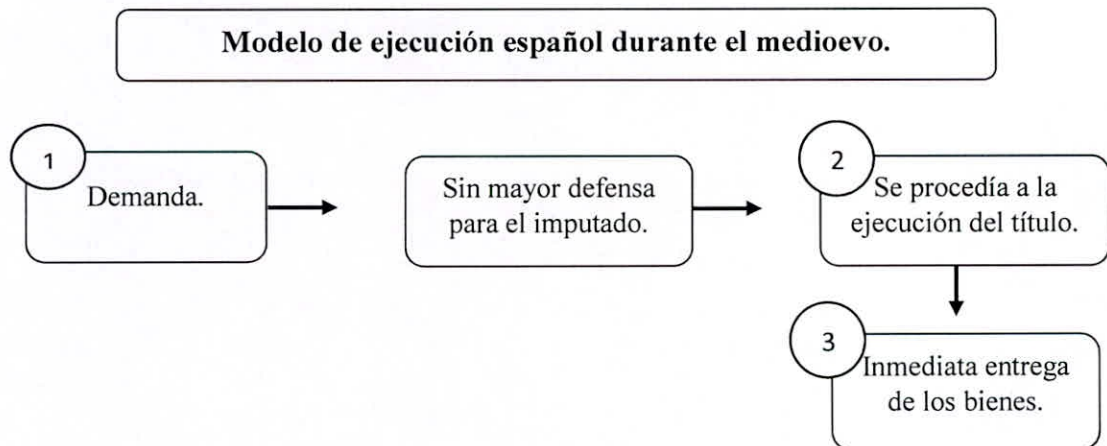 Modelo de ejecución español durante el medioevo.
1
Demanda.
Sin mayor defensa
para el imputado.
2
Se procedía a la
ejecución del título.
3
Inmediata entrega
de los bienes.